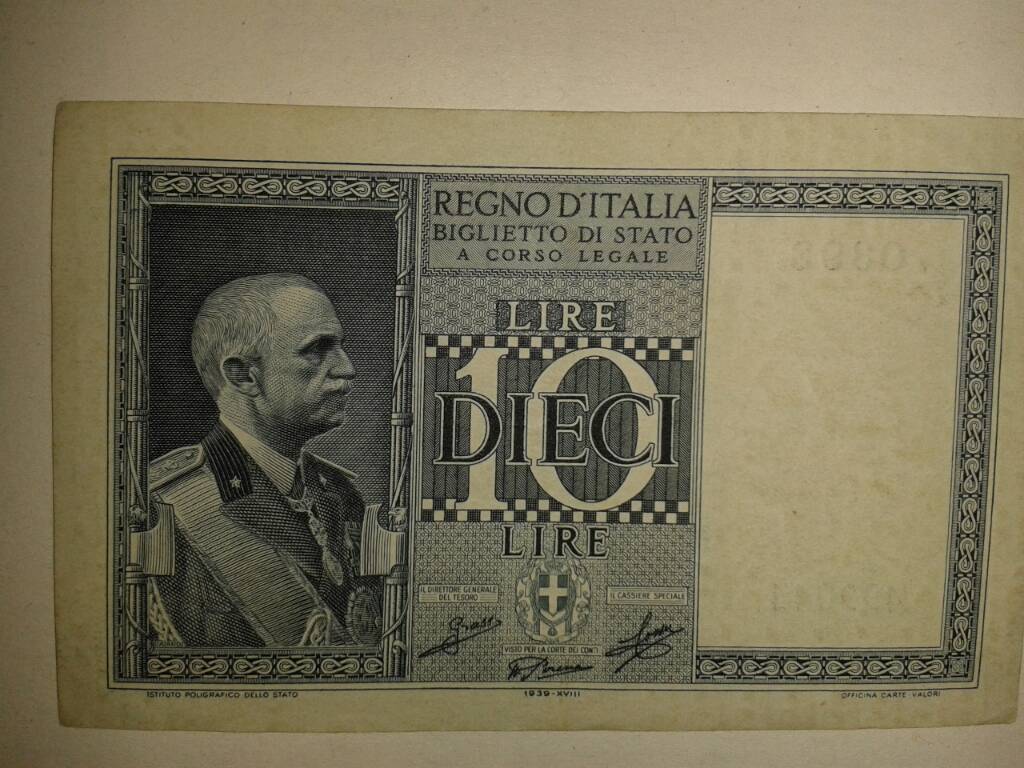 REGNO D'ITALIA
BIGLIETTO DI STATO
A CORSO LEGALE
LIRE
10
DIECI
LIRE
IL DIRETTORE GENERALE
DEL TESORO
IL CASSIERE SPECIALE
Grassi
VISTO PER LA CORTE DEI CONTI
ISTITUTO POLIGRAFICO DELLO STATO
1939-XVIII
OFFICINA CARTE-VALORI